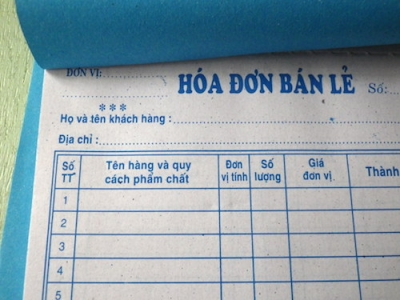 ĐƠN VỊ:
HÓA ĐƠN BÁN LẺ Số:
***
Họ và tên khách hàng :
Địa chỉ :
Số TT
Tên hàng và quy cách phẩm chất
Đơn vị tính
Số lượng
Giá đơn vị
Thành
1
2
3
4
5